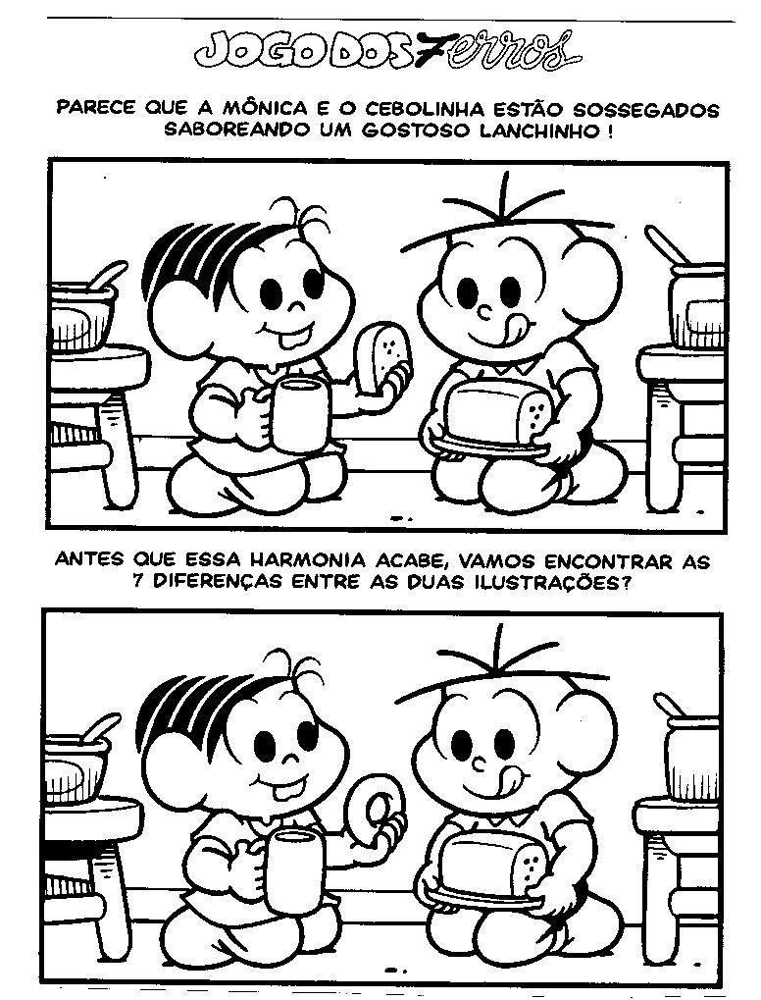 JOGO DOS 7 erros
PARECE QUE A MÔNICA E O CEBOLINHA ESTÃO SOSSEGADOS
SABOREANDO UM GOSTOSO LANCHINHO !
ANTES QUE ESSA HARMONIA ACABE, VAMOS ENCONTRAR AS
7 DIFERENÇAS ENTRE AS DUAS ILUSTRAÇÕES?